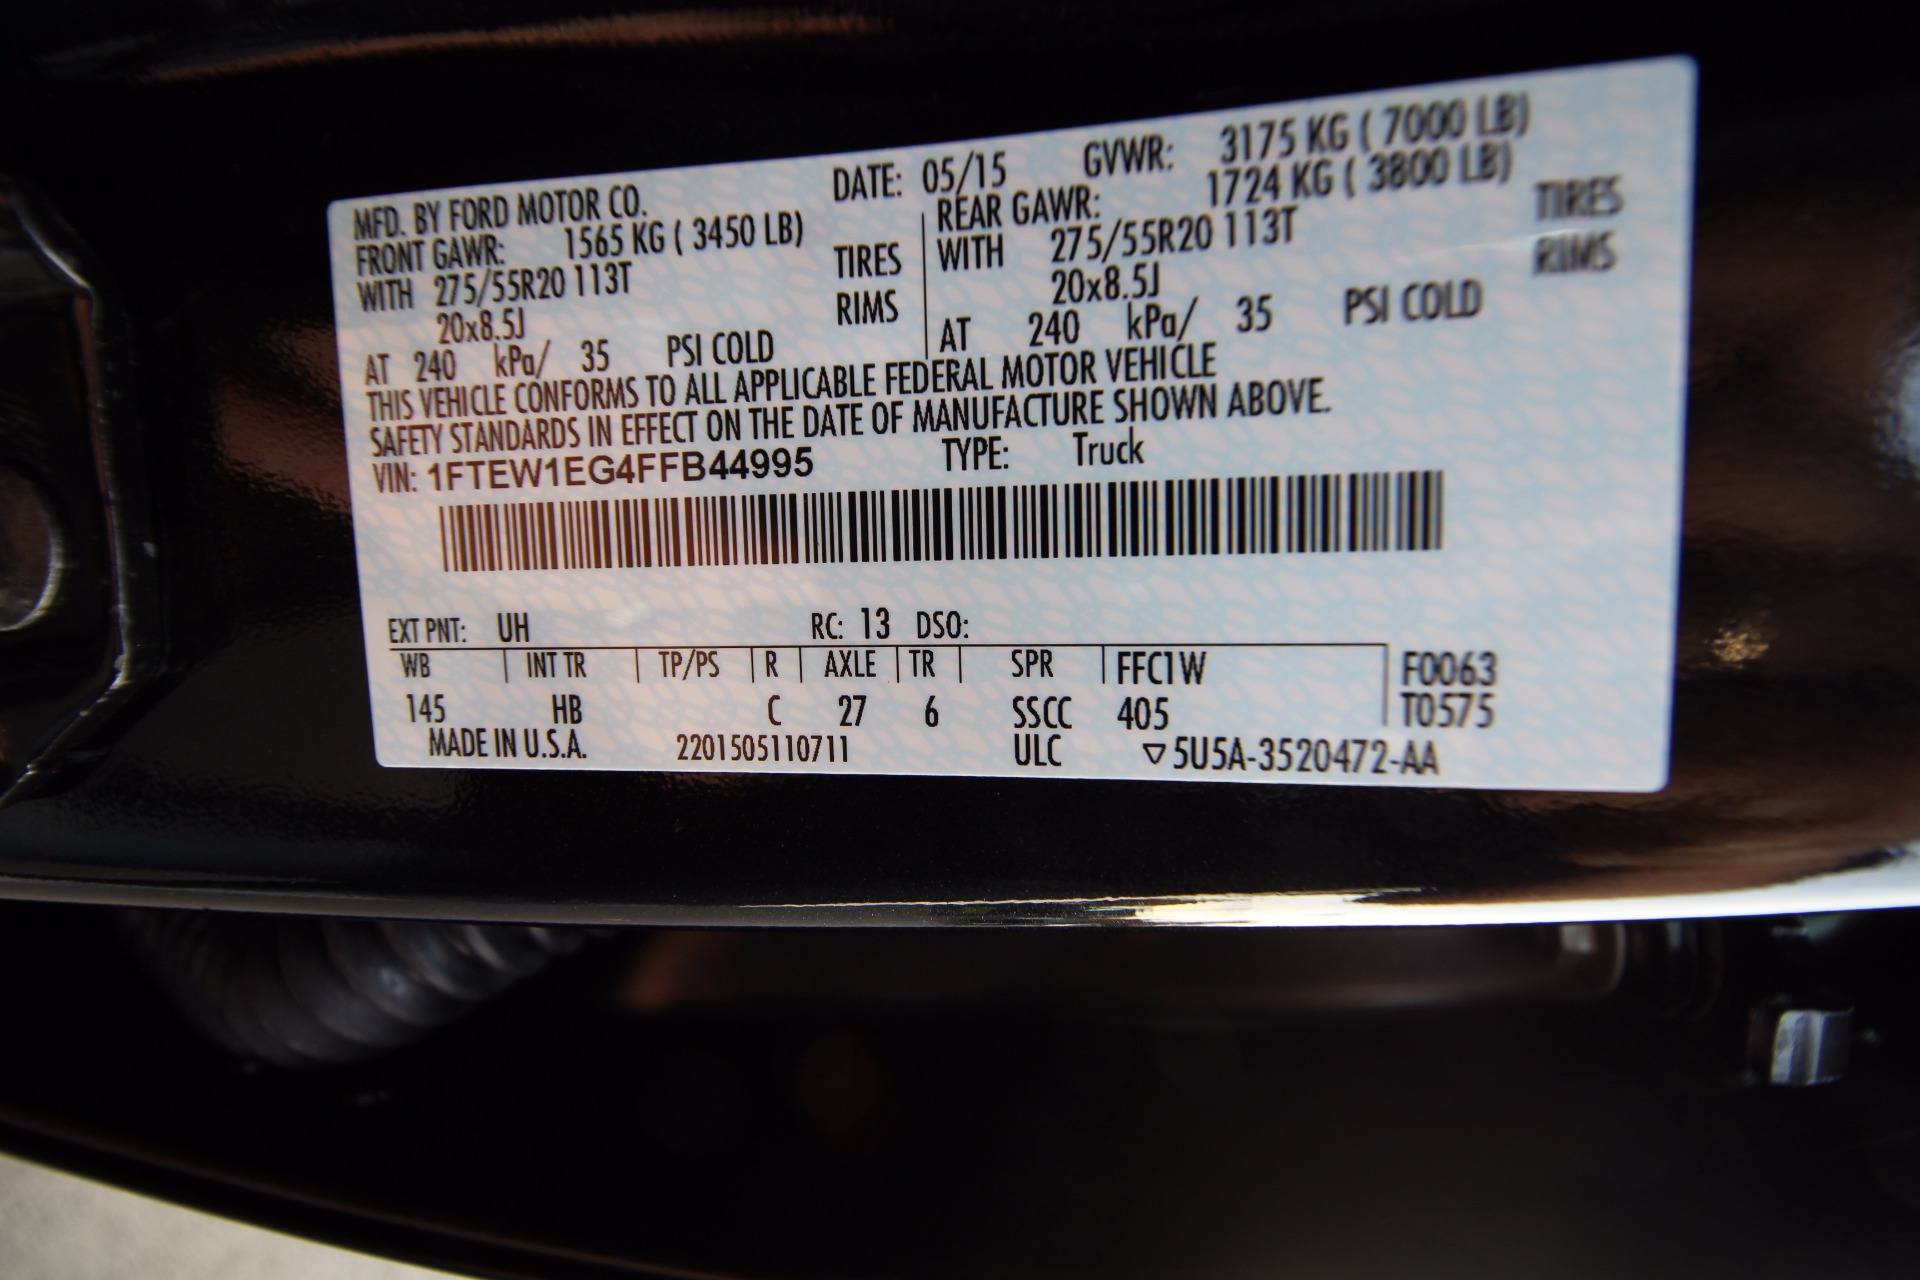 MFD. BY FORD MOTOR CO. DATE: 05/15 GVWR: 3175 KG ( 7000 LB)
FRONT GAWR: 1565 KG ( 3450 LB) REAR GAWR: 1724 KG ( 3800 LB)
WITH 275/55R20 113T TIRES WITH 275/55R20 113T TIRES
20x8.5J RIMS 20x8.5J RIMS
AT 240 kPa/ 35 PSI COLD AT 240 kPa/ 35 PSI COLD
THIS VEHICLE CONFORMS TO ALL APPLICABLE FEDERAL MOTOR VEHICLE
SAFETY STANDARDS IN EFFECT ON THE DATE OF MANUFACTURE SHOWN ABOVE.
VIN: 1FTEW1EG4FFB44995 TYPE: Truck
EXT PNT: UH RC: 13 DSO:
WB INT TR TP/PS R AXLE TR SPR FFC1W F0063
145 HB C 27 6 SSCC 405 T0575
MADE IN U.S.A. 2201505110711 ULC ▽5U5A-3520472-AA